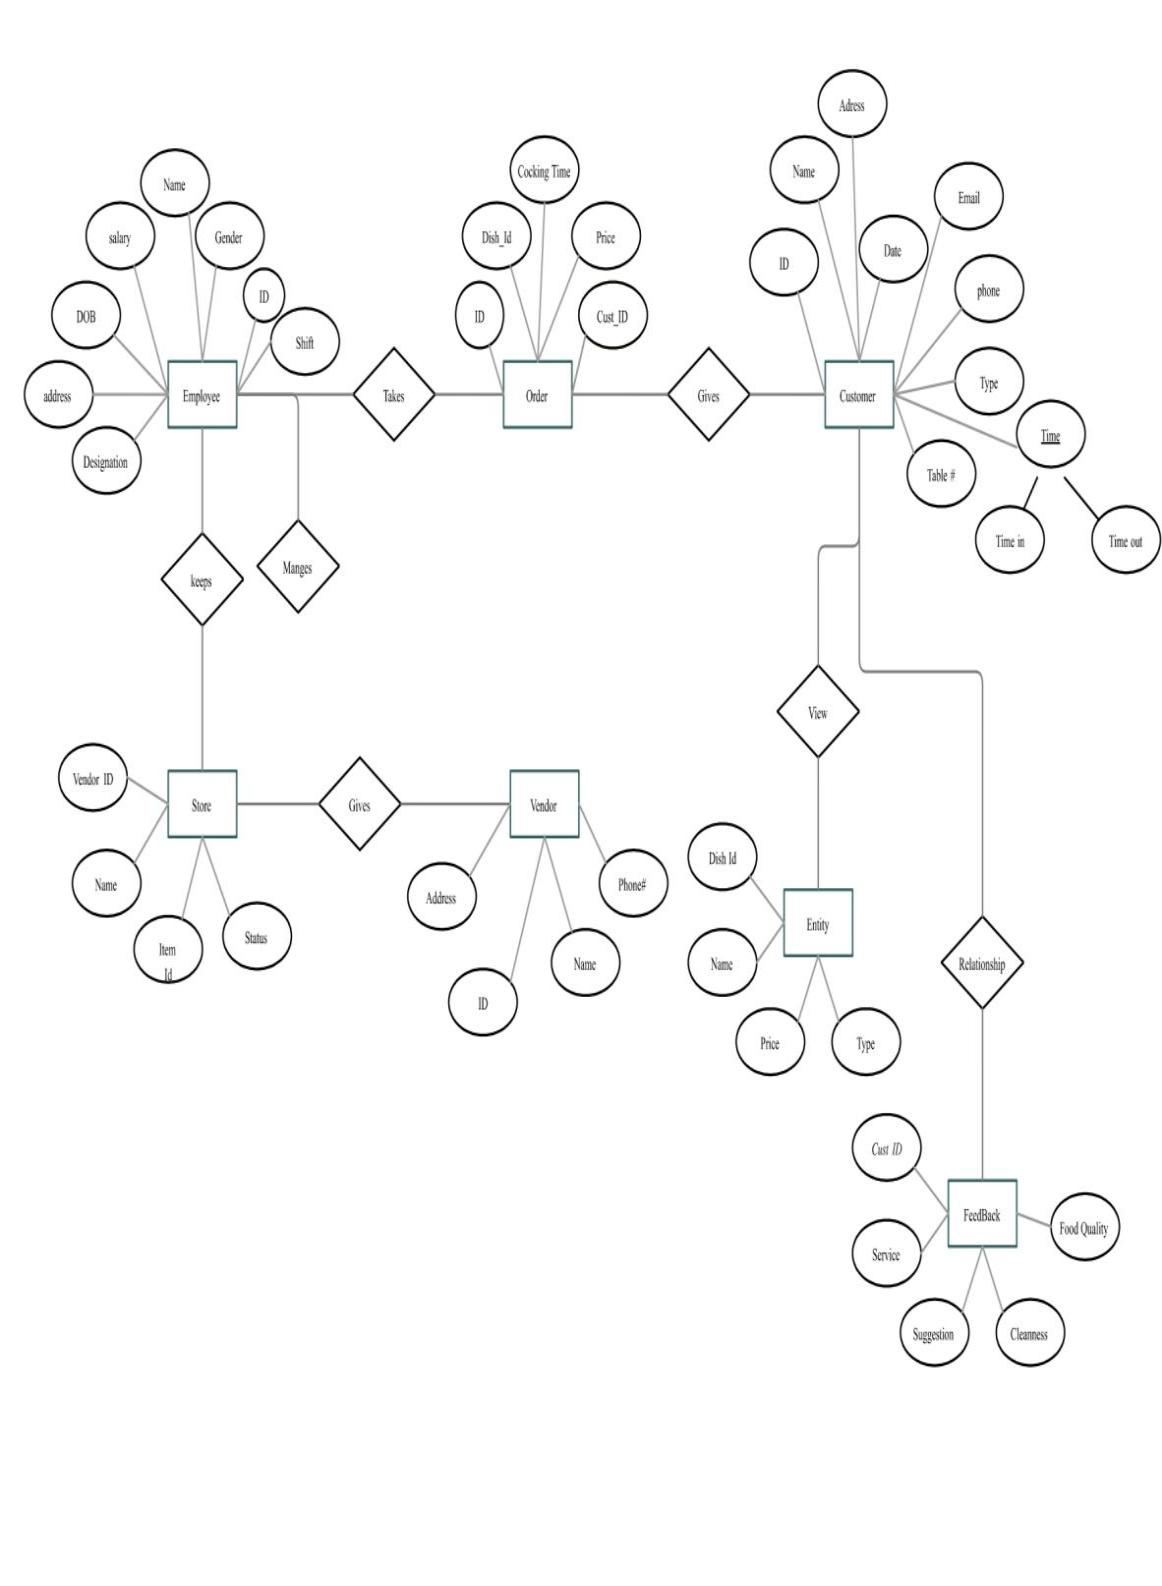 Adress
Name
Email
ID
Date
phone
Type
Time
Table #
Time in
Time out
Customer
Cocking Time
Dish_Id
Price
ID
Cust_ID
Order
Gives
Takes
Name
salary
Gender
ID
DOB
Shift
address
Employee
Designation
keeps
Manges
Vendor ID
Store
Name
Item
Id
Status
Gives
Vendor
Address
Phone#
Name
ID
View
Dish Id
Entity
Name
Price
Type
Relationship
Cust ID
FeedBack
Food Quality
Service
Suggestion
Cleanness